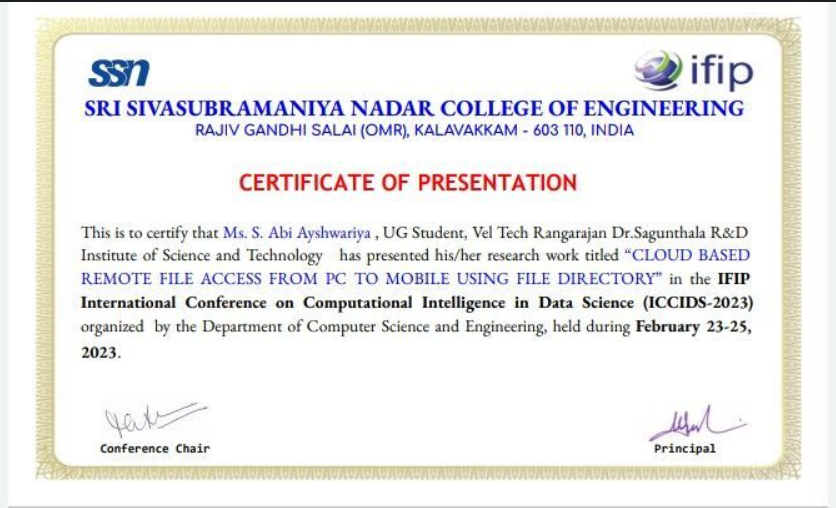 ssn
ifip
SRI SIVASUBRAMANIYA NADAR COLLEGE OF ENGINEERING
RAJIV GANDHI SALAI (OMR), KALAVAKKAM - 603 110, INDIA
CERTIFICATE OF PRESENTATION
This is to certify that Ms. S. Abi Ayshwariya , UG Student, Vel Tech Rangarajan Dr.Sagunthala R&D
Institute of Science and Technology has presented his/her research work titled “CLOUD BASED
REMOTE FILE ACCESS FROM PC TO MOBILE USING FILE DIRECTORY” in the IFIP
International Conference on Computational Intelligence in Data Science (ICCIDS-2023)
organized by the Department of Computer Science and Engineering, held during February 23-25,
2023.
Conference Chair
Principal